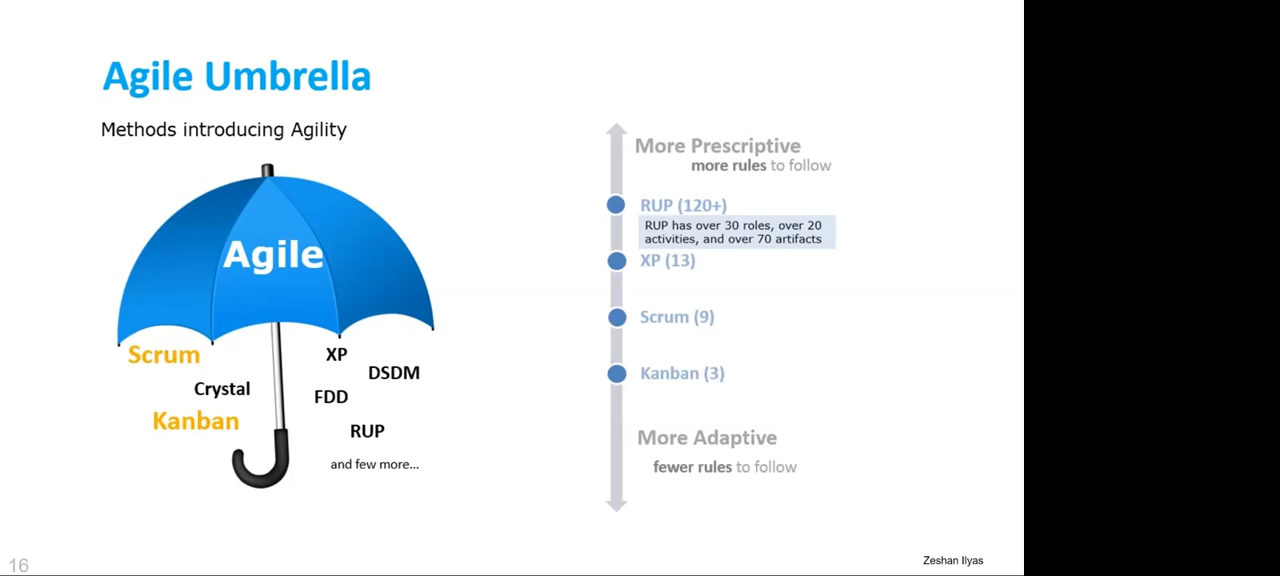 Agile Umbrella
Methods introducing Agility
Agile
Scrum
XP
DSDM
Crystal
FDD
Kanban
RUP
and few more...
More Prescriptive
more rules to follow
RUP (120+)
RUP has over 30 roles, over 20
activities, and over 70 artifacts
XP (13)
Scrum (9)
Kanban (3)
More Adaptive
fewer rules to follow
16
Zeshan Ilyas